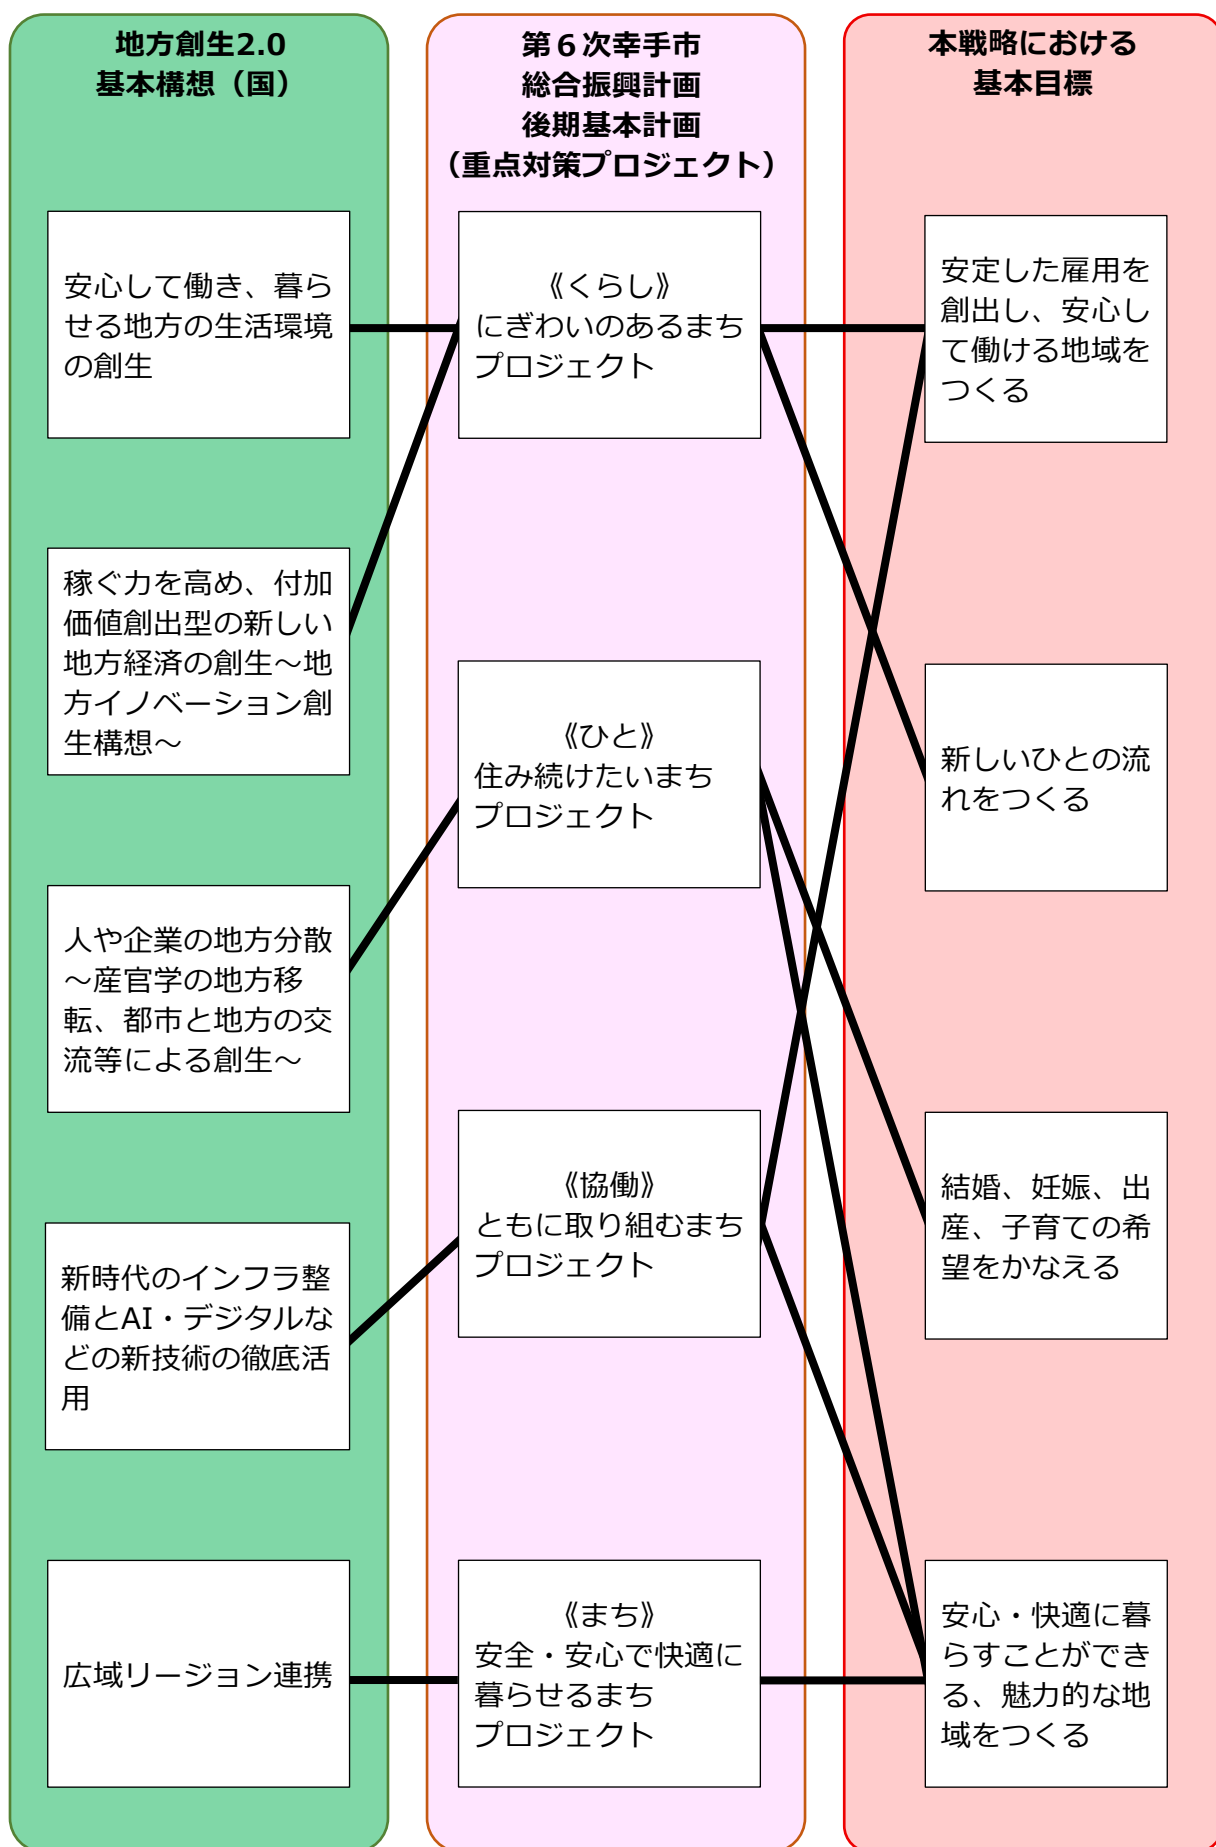 地方創生2.0
基本構想（国）
安心して働き、暮ら
せる地方の生活環境
の創生
稼ぐ力を高め、付加
価値創出型の新しい
地方経済の創生～地
方イノベーション創
生構想～
人や企業の地方分散
～産官学の地方移
転、都市と地方の交
流等による創生～
新時代のインフラ整
備とAI・デジタルな
どの新技術の徹底活
用
広域リージョン連携
第６次幸手市
総合振興計画
後期基本計画
（重点対策プロジェクト）
《くらし》
にぎわいのあるまち
プロジェクト
《ひと》
住み続けたいまち
プロジェクト
《協働》
ともに取り組むまち
プロジェクト
《まち》
安全・安心で快適に
暮らせるまち
プロジェクト
本戦略における
基本目標
安定した雇用を
創出し、安心し
て働ける地域を
つくる
新しいひとの流
れをつくる
結婚、妊娠、出
産、子育ての希
望をかなえる
安心・快適に暮
らすことができ
る、魅力的な地
域をつくる